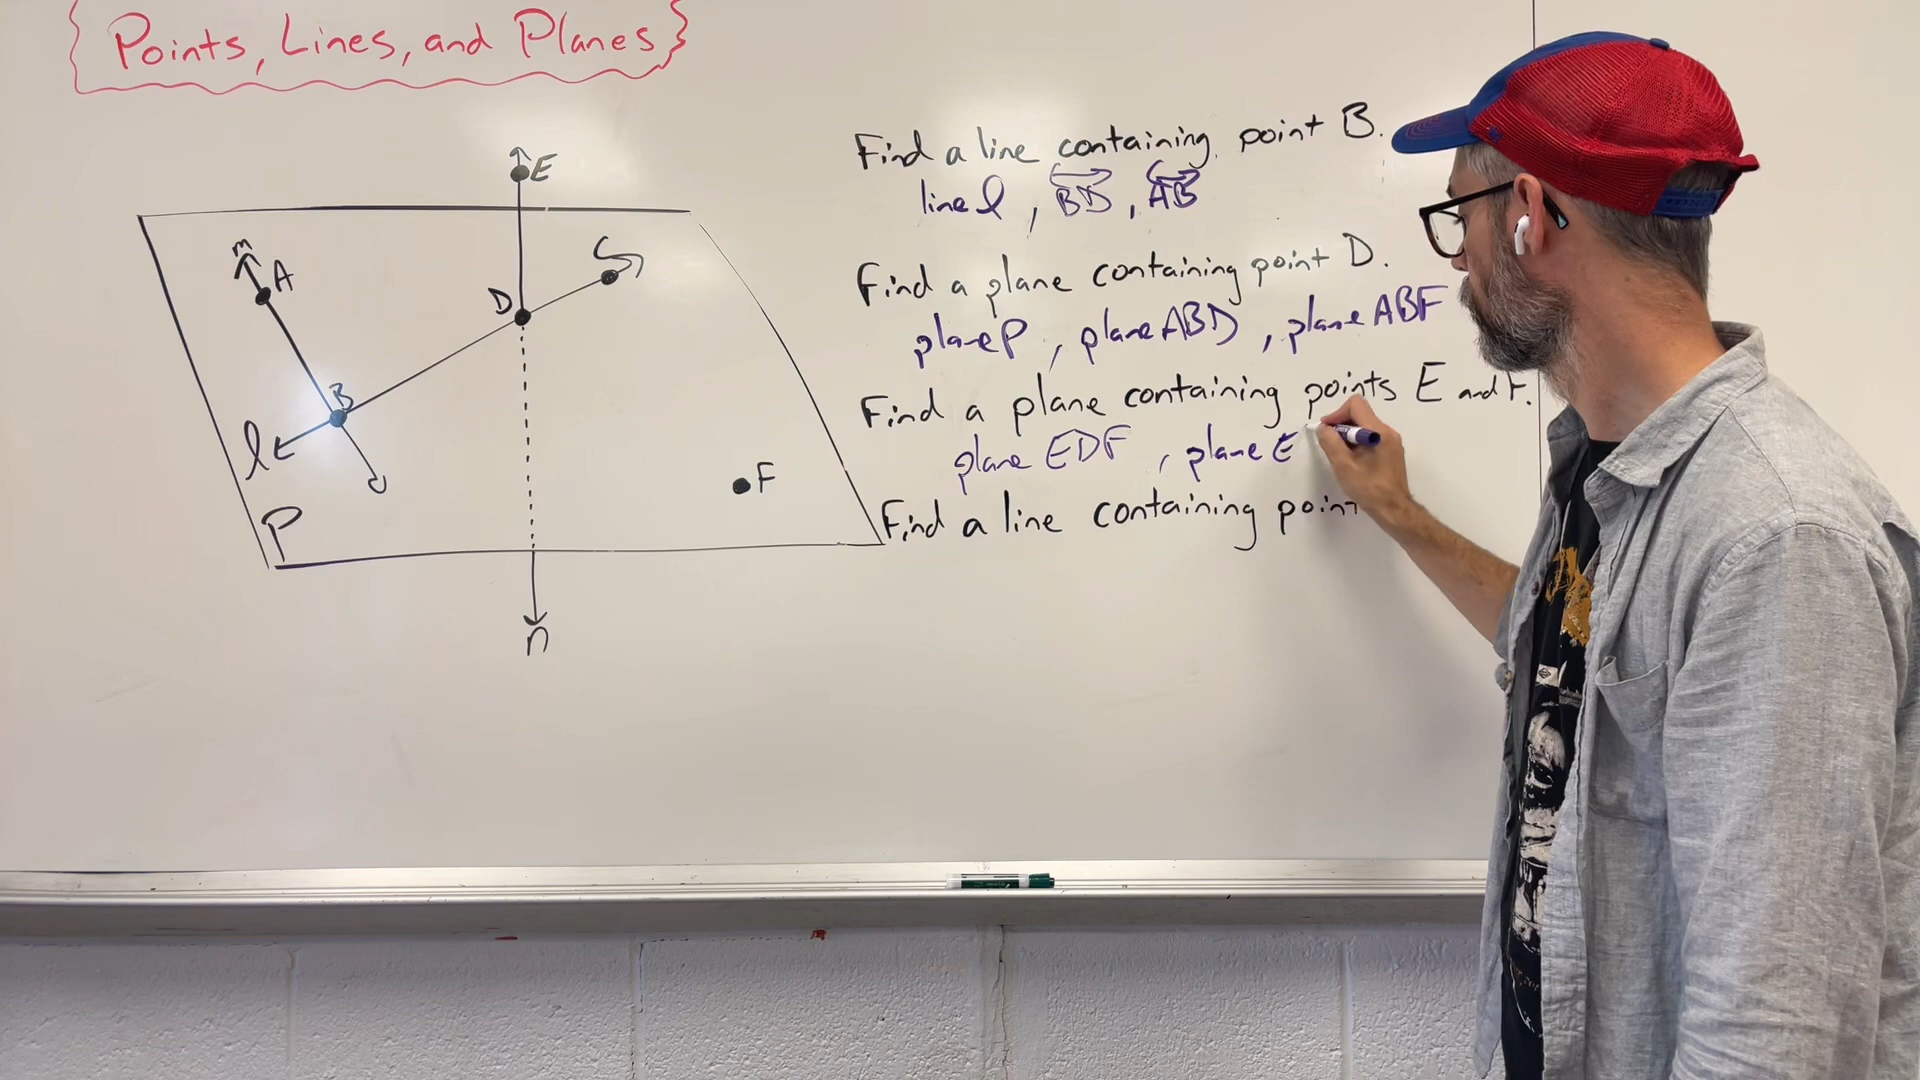 Points, Lines, and Planes
E
m
A
C
D
B
l
F
P
n
Find a line containing point B.
line l, BD, AB
Find a plane containing point D.
plane P, plane ABD, plane ABF
Find a plane containing points E and F.
plane EDF, plane E
Find a line containing point